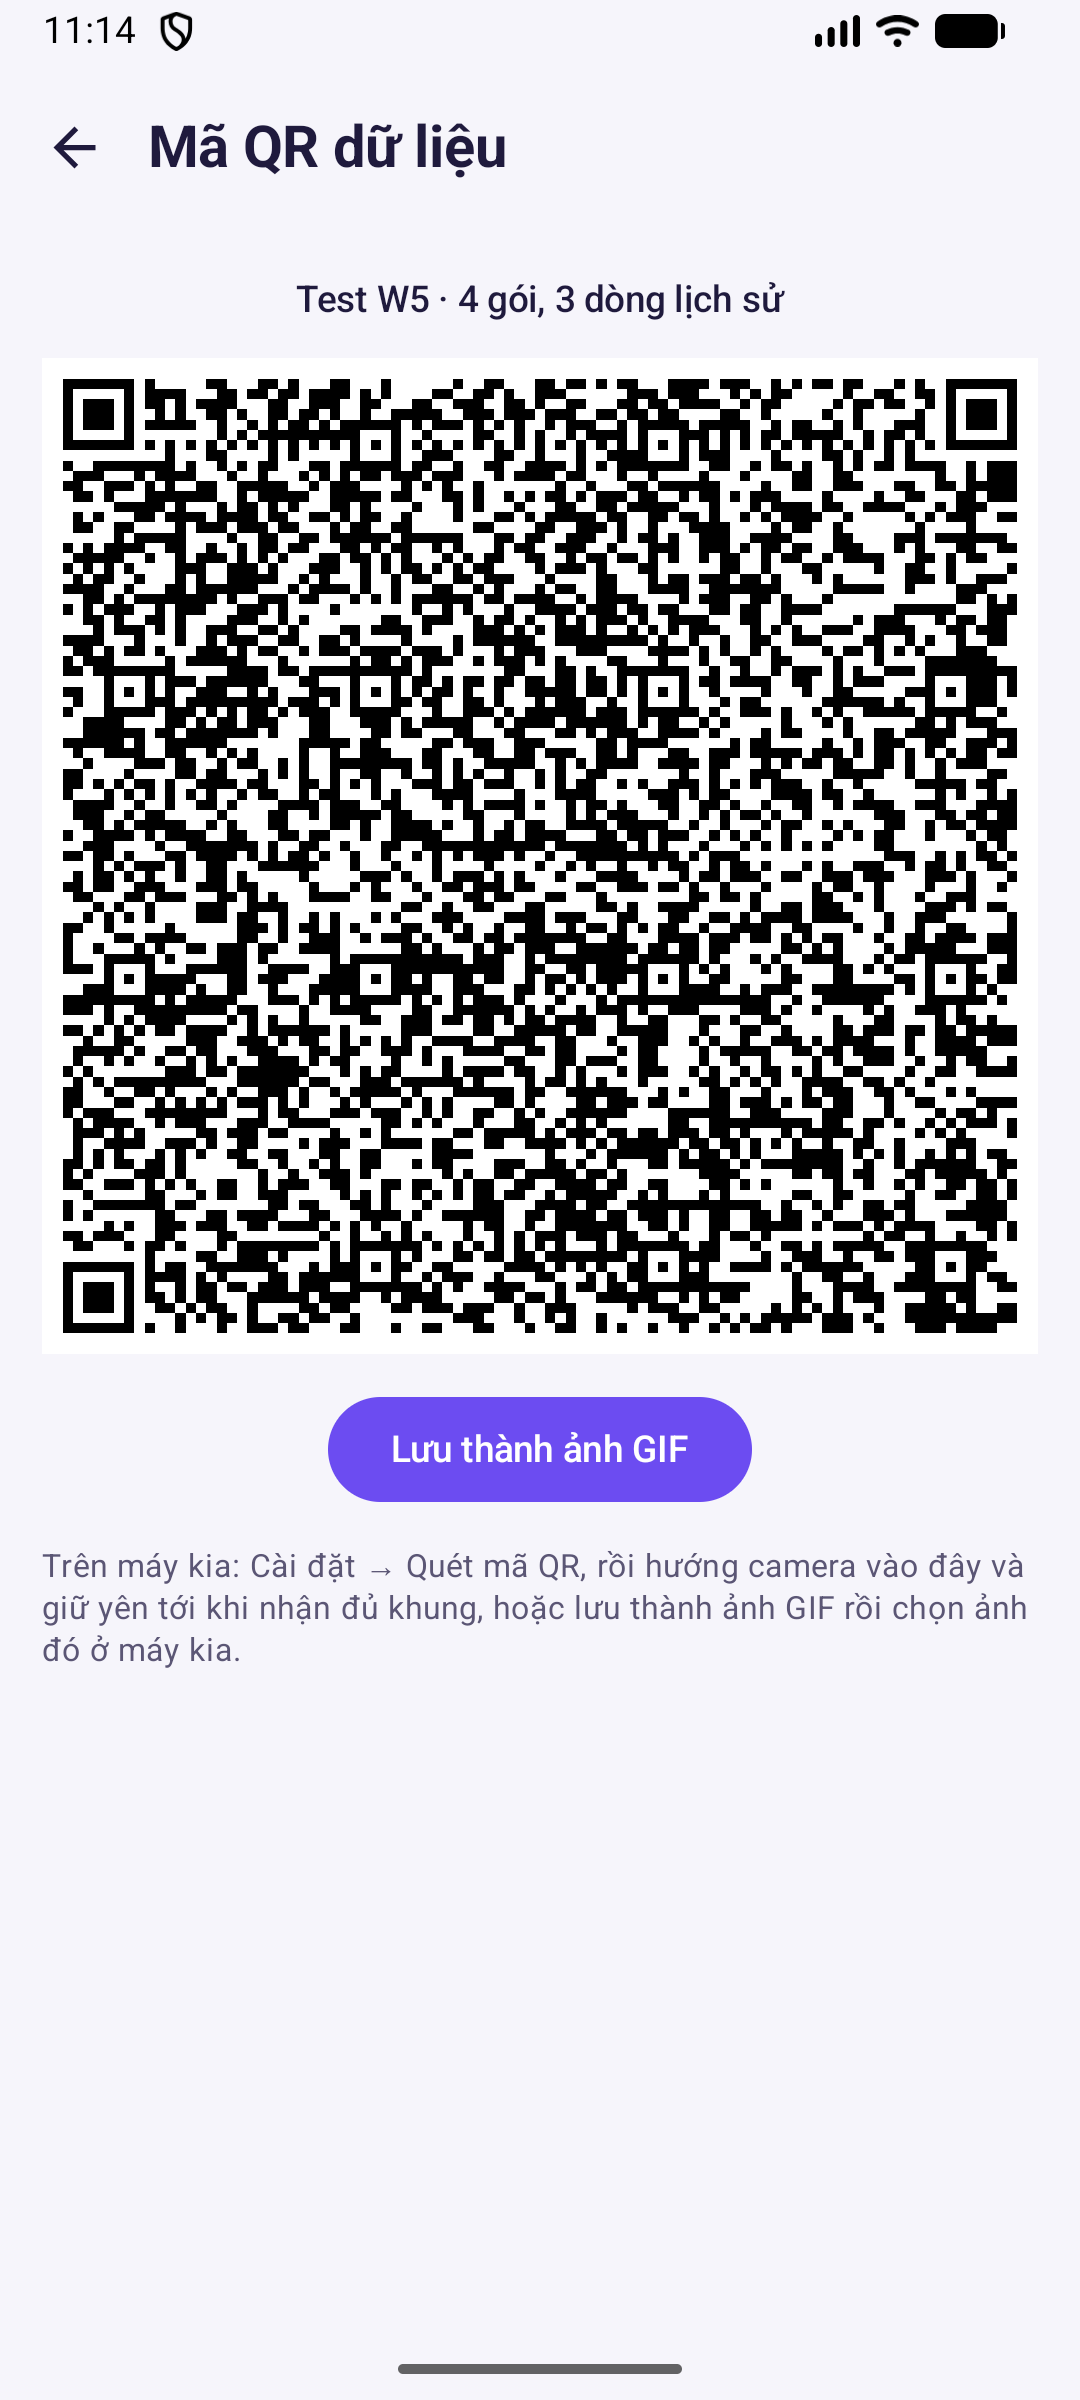 11:14
Mã QR dữ liệu
Test W5 · 4 gói, 3 dòng lịch sử
Lưu thành ảnh GIF
Trên máy kia: Cài đặt → Quét mã QR, rồi hướng camera vào đây và
giữ yên tới khi nhận đủ khung, hoặc lưu thành ảnh GIF rồi chọn ảnh
đó ở máy kia.